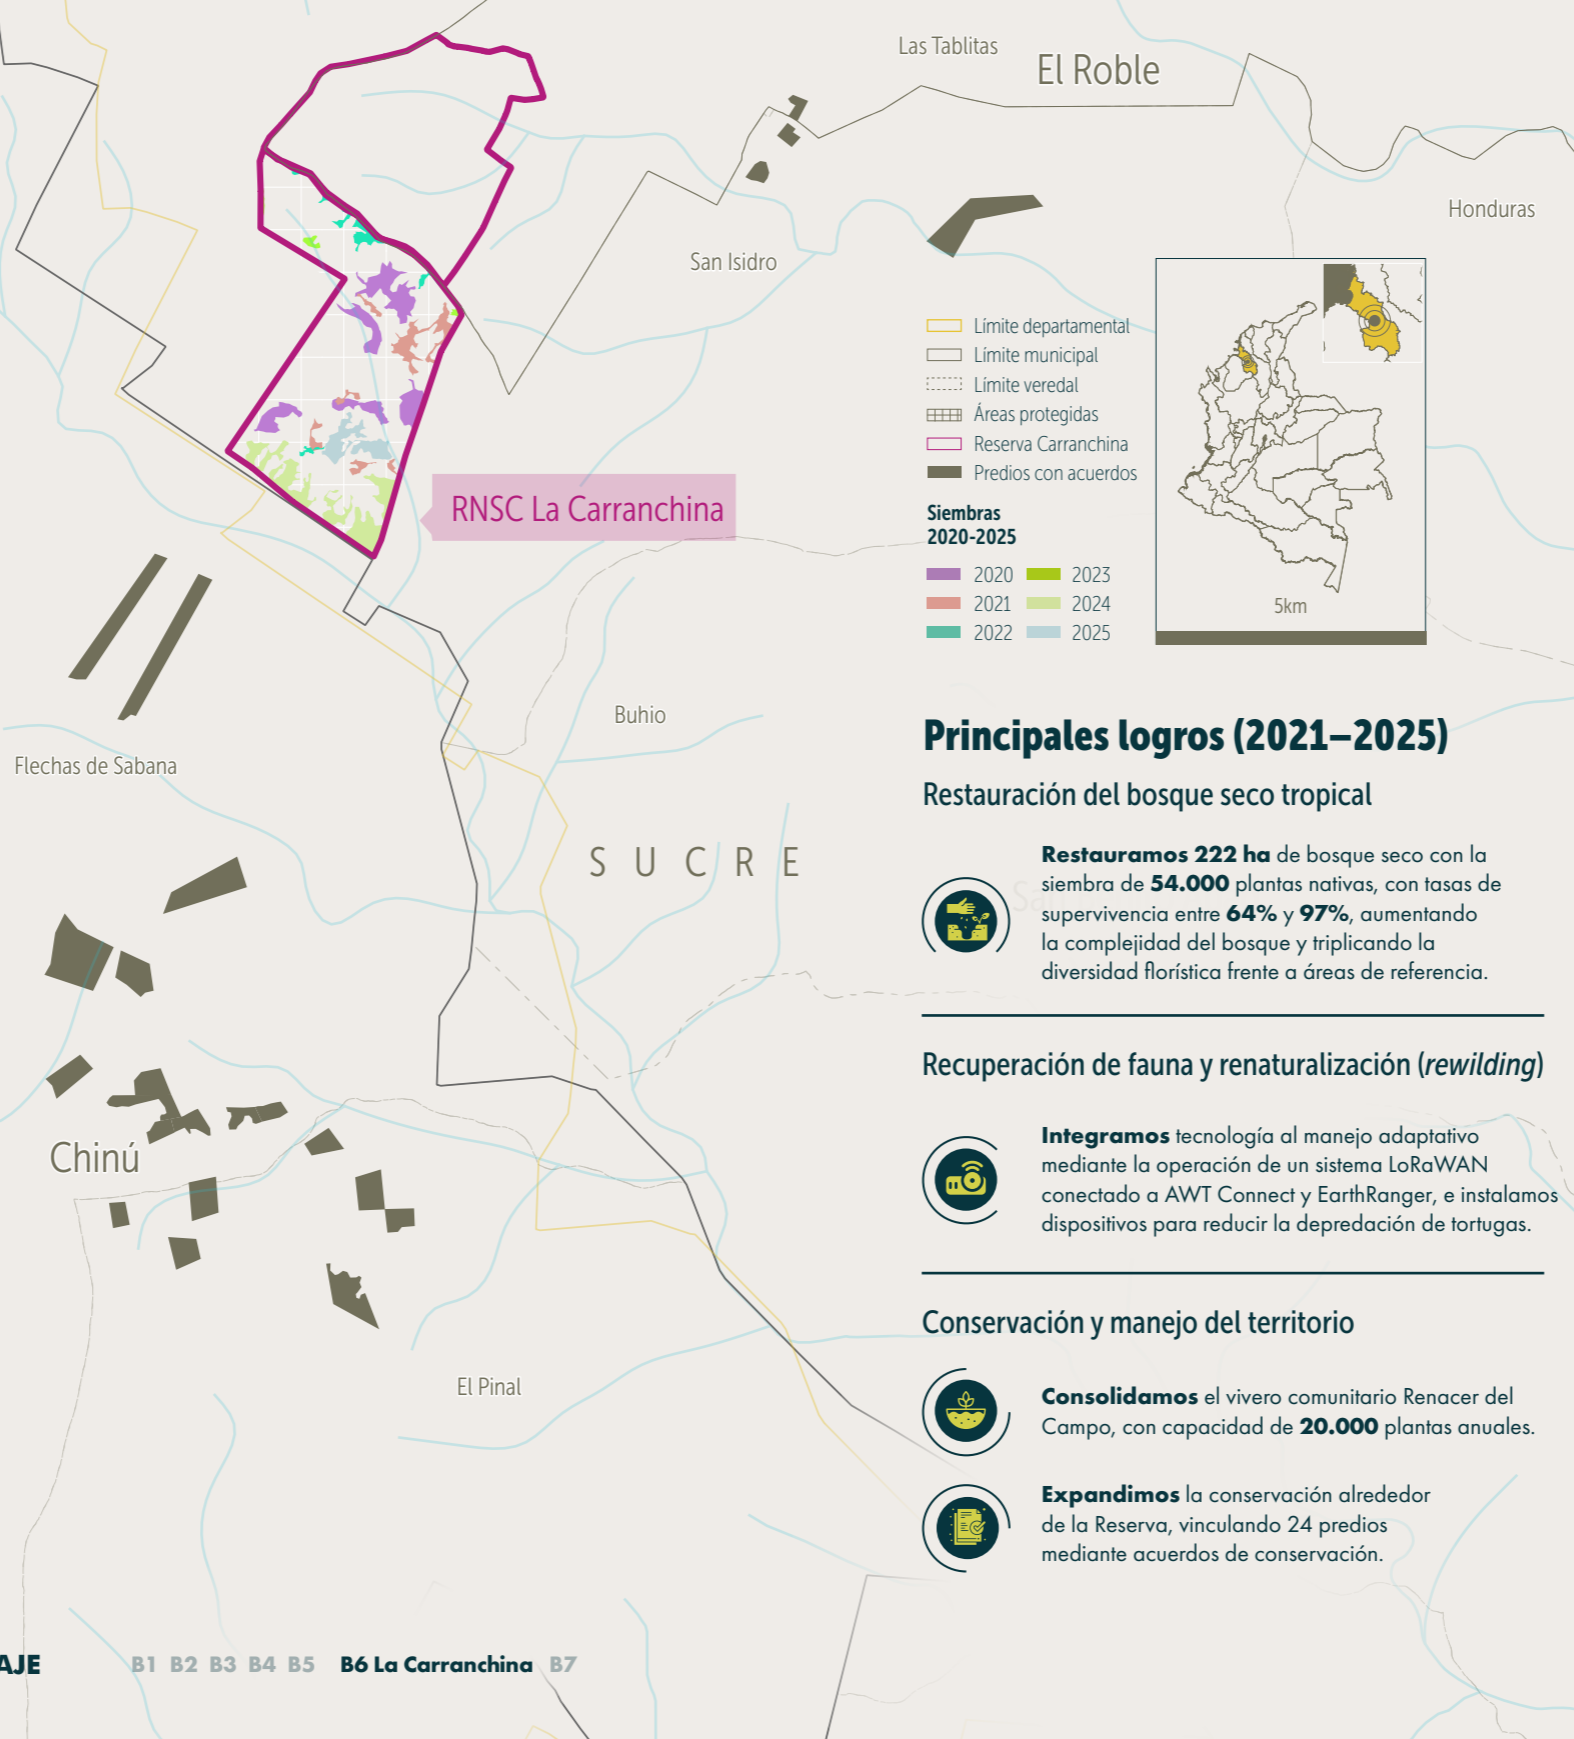 Las Tablitas
El Roble
Honduras
San Isidro
RNSC La Carranchina
Flechas de Sabana
Buhio
SUCRE
Chinú
El Pinal
Límite departamental
Límite municipal
Límite veredal
Áreas protegidas
Reserva Carranchina
Predios con acuerdos
Siembras
2020-2025
2020 2023
2021 2024
2022 2025
5km
Principales logros (2021–2025)
Restauración del bosque seco tropical
Restauramos 222 ha de bosque seco con la
siembra de 54.000 plantas nativas, con tasas de
supervivencia entre 64% y 97%, aumentando
la complejidad del bosque y triplicando la
diversidad florística frente a áreas de referencia.
Recuperación de fauna y renaturalización (rewilding)
Integramos tecnología al manejo adaptativo
mediante la operación de un sistema LoRaWAN
conectado a AWT Connect y EarthRanger, e instalamos
dispositivos para reducir la depredación de tortugas.
Conservación y manejo del territorio
Consolidamos el vivero comunitario Renacer del
Campo, con capacidad de 20.000 plantas anuales.
Expandimos la conservación alrededor
de la Reserva, vinculando 24 predios
mediante acuerdos de conservación.
AJE B1 B2 B3 B4 B5 B6 La Carranchina B7